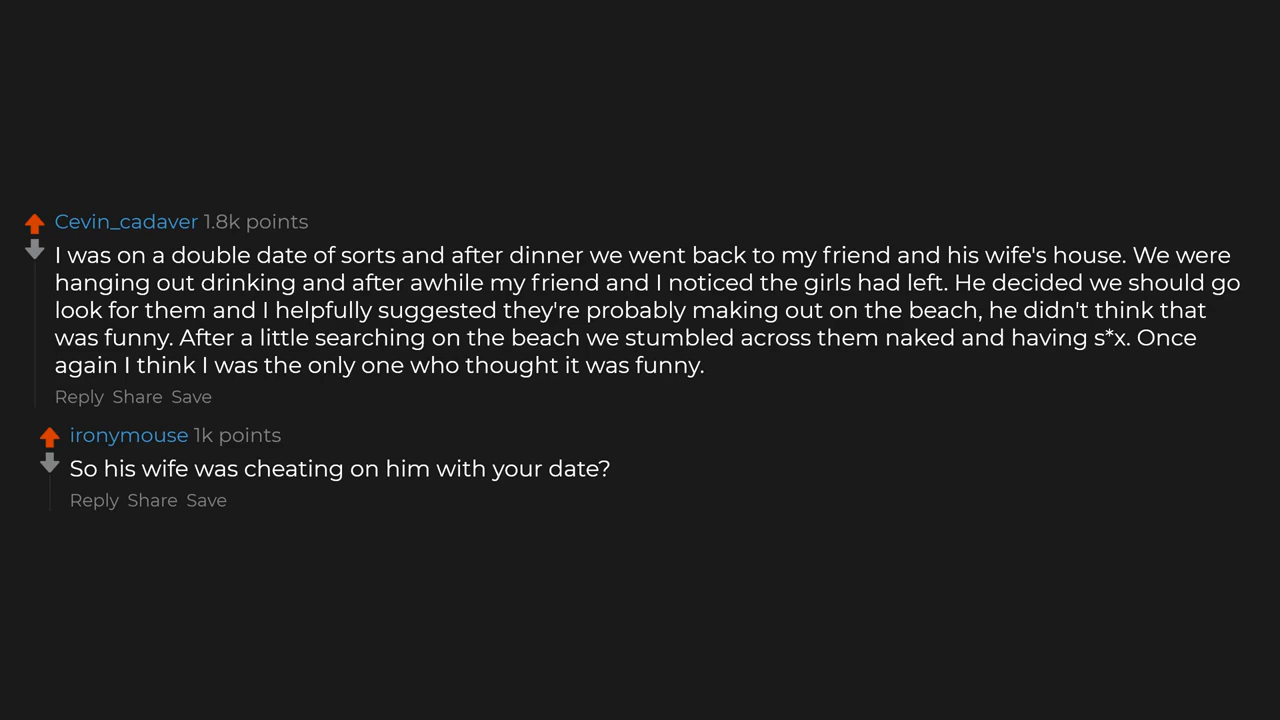 Cevin_cadaver 1.8k points
I was on a double date of sorts and after dinner we went back to my friend and his wife's house. We were
hanging out drinking and after awhile my friend and I noticed the girls had left. He decided we should go
look for them and I helpfully suggested they're probably making out on the beach, he didn't think that
was funny. After a little searching on the beach we stumbled across them naked and having s*x. Once
again I think I was the only one who thought it was funny.
Reply Share Save
ironymouse 1k points
So his wife was cheating on him with your date?
Reply Share Save